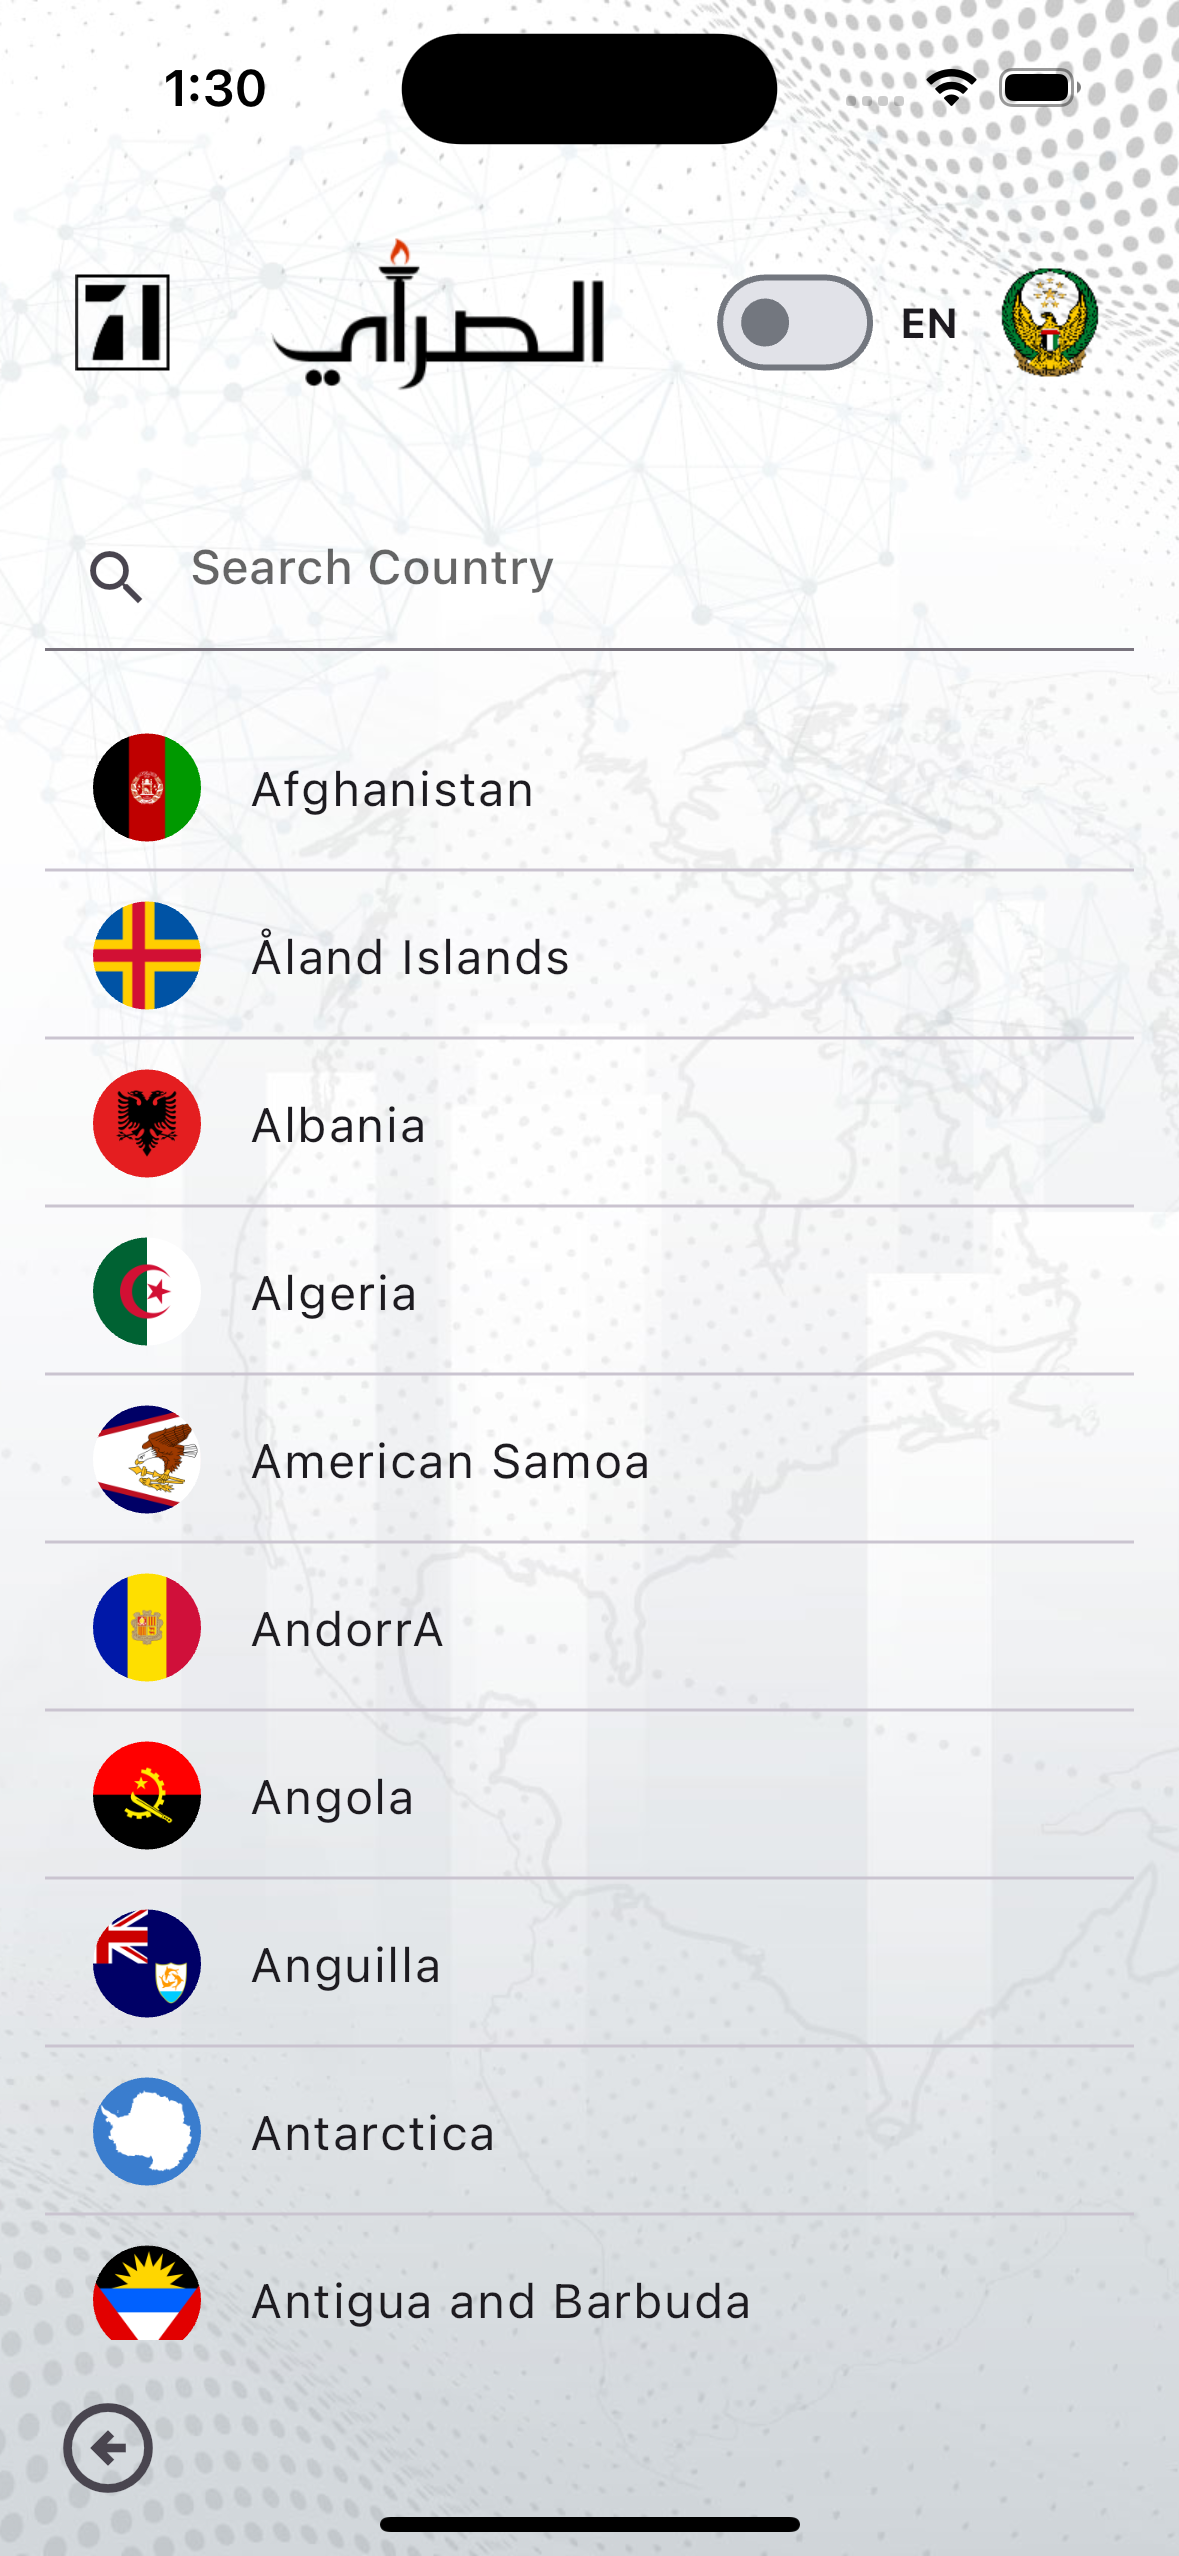 1:30
71
الصرايي
EN
Search Country
Afghanistan
Åland Islands
Albania
Algeria
American Samoa
AndorrA
Angola
Anguilla
Antarctica
Antigua and Barbuda